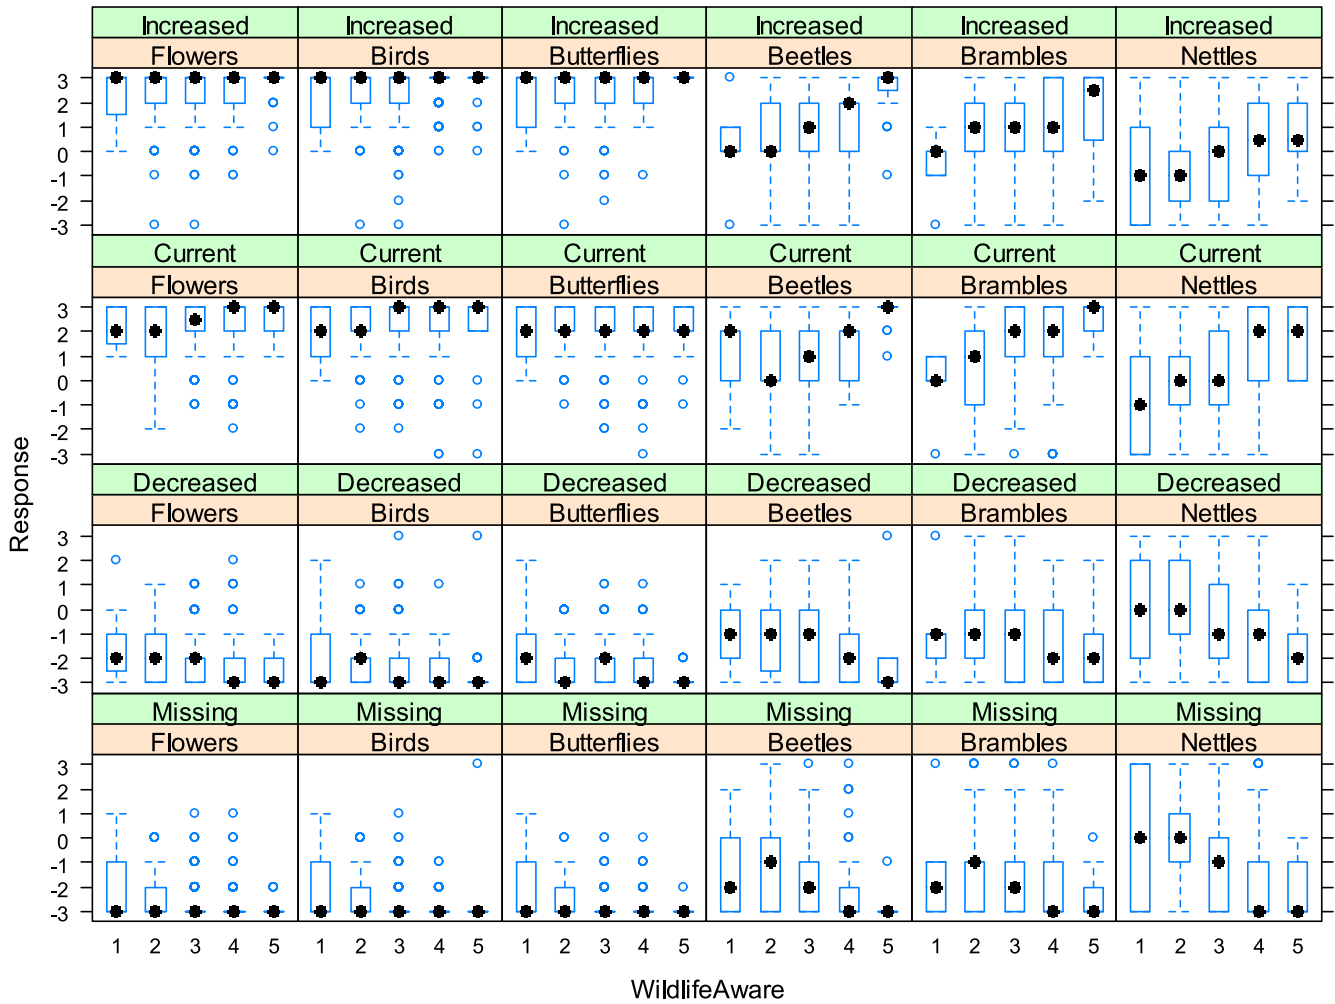 Increased Increased Increased Increased Increased Increased
Flowers Birds Butterflies Beetles Brambles Nettles
3
2
1
0
-1
-2
-3
Current Current Current Current Current Current
Flowers Birds Butterflies Beetles Brambles Nettles
3
2
1
0
-1
-2
-3
Decreased Decreased Decreased Decreased Decreased Decreased
Flowers Birds Butterflies Beetles Brambles Nettles
3
2
1
0
-1
-2
-3
Missing Missing Missing Missing Missing Missing
Flowers Birds Butterflies Beetles Brambles Nettles
3
2
1
0
-1
-2
-3
1 2 3 4 5 1 2 3 4 5 1 2 3 4 5 1 2 3 4 5 1 2 3 4 5 1 2 3 4 5
WildlifeAware
Response